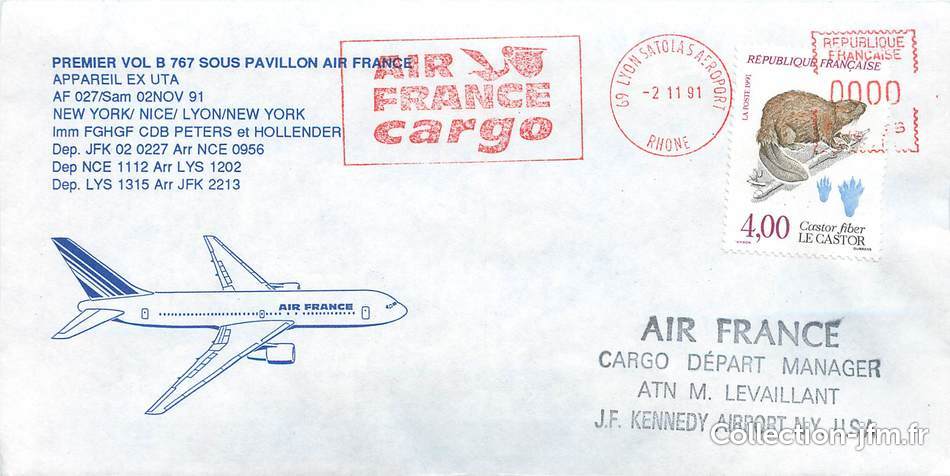 PREMIER VOL B 767 SOUS PAVILLON AIR FRANCE
APPAREIL EX UTA
AF 027/Sam 02NOV 91
NEW YORK/ NICE/ LYON/NEW YORK
Imm FGHGF CDB PETERS et HOLLENDER
Dep. JFK 02 0227 Arr NCE 0956
Dep NCE 1112 Arr LYS 1202
Dep. LYS 1315 Arr JFK 2213
AIR
FRANCE
cargo
69 LYON SATOLAS AEROPORT
-2 11 91
RHONE
REPUBLIQUE
FRANÇAISE
0000
RÉPUBLIQUE FRANÇAISE
LA POSTE 1991
4,00
Castor fiber
LE CASTOR
AIR FRANCE
AIR FRANCE
CARGO DÉPART MANAGER
ATN M. LEVAILLANT
J.F. KENNEDY AIRPORT N.Y. U.S.A.
Collection-jfm.fr